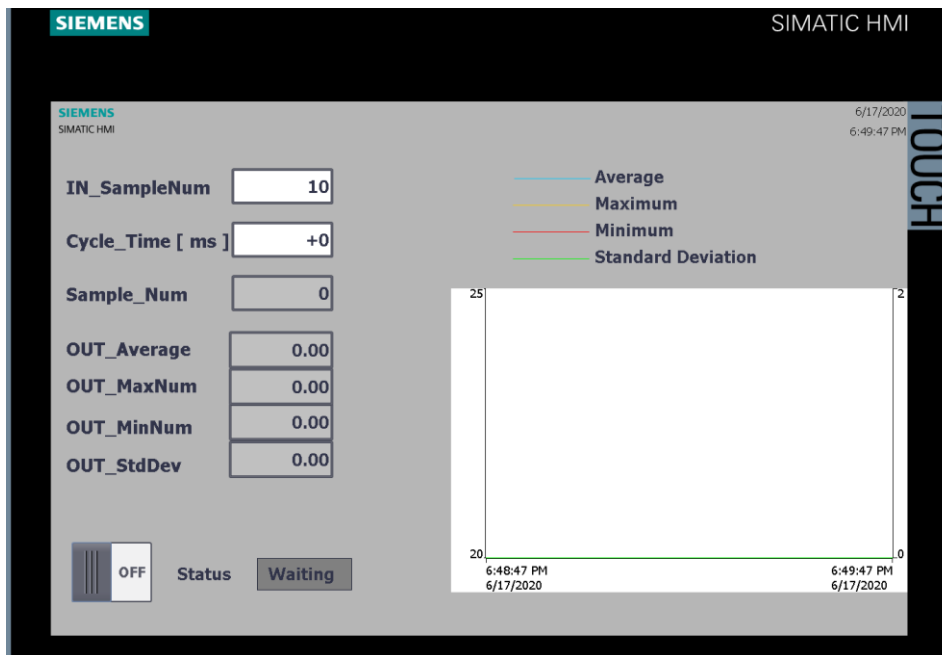 SIEMENS
SIMATIC HMI
SIEMENS
SIMATIC HMI
6/17/2020
6:49:47 PM
TOUCH
IN_SampleNum 10
Cycle_Time [ ms ] +0
Sample_Num 0
OUT_Average 0.00
OUT_MaxNum 0.00
OUT_MinNum 0.00
OUT_StdDev 0.00
OFF
Status Waiting
Average
Maximum
Minimum
Standard Deviation
25 2
20 0
6:48:47 PM 6:49:47 PM
6/17/2020 6/17/2020